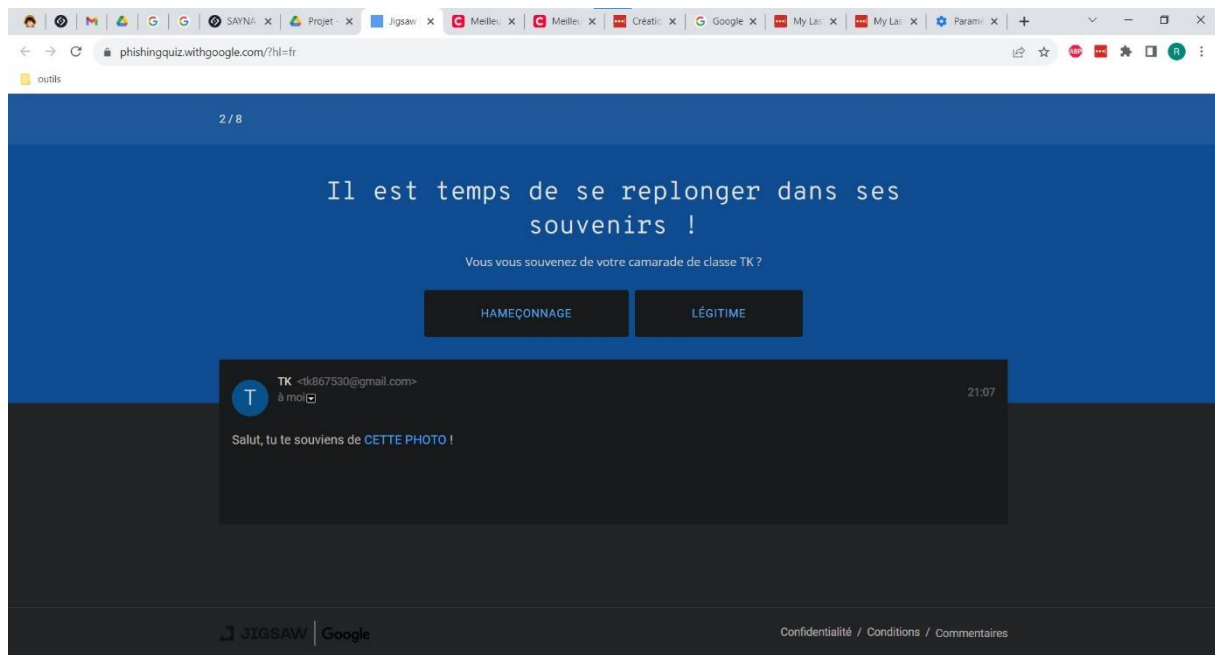 SAYNA
Projet -
Jigsaw
Meilleu
Meilleu
Créatio
Google
My Las
My Las
Paramè
phishingquiz.withgoogle.com/?hl=fr
ABP
R
outils
2 / 8
Il est temps de se replonger dans ses
souvenirs !
Vous vous souvenez de votre camarade de classe TK ?
HAMEÇONNAGE
LÉGITIME
T
TK <tk867530@gmail.com>
à moi
21:07
Salut, tu te souviens de CETTE PHOTO !
JIGSAW | Google
Confidentialité / Conditions / Commentaires